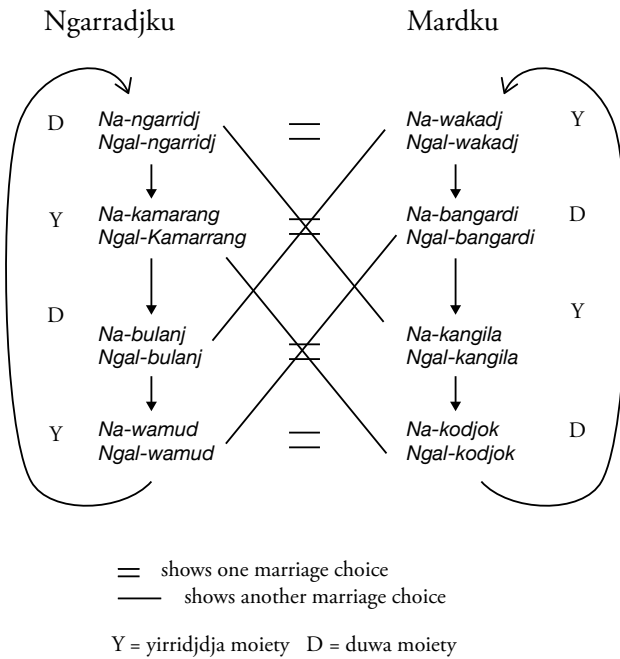 Ngarradjku Mardku
D Na-ngarridj Na-wakadj Y
Ngal-ngarridj Ngal-wakadj
Y Na-kamarang Na-bangardi D
Ngal-Kamarrang Ngal-bangardi
D Y
Na-bulanj Na-kangila
Ngal-bulanj Ngal-kangila
Y Na-wamud Na-kodjok D
Ngal-wamud Ngal-kodjok
= shows one marriage choice
— shows another marriage choice
Y = yirridjdja moiety D = duwa moiety